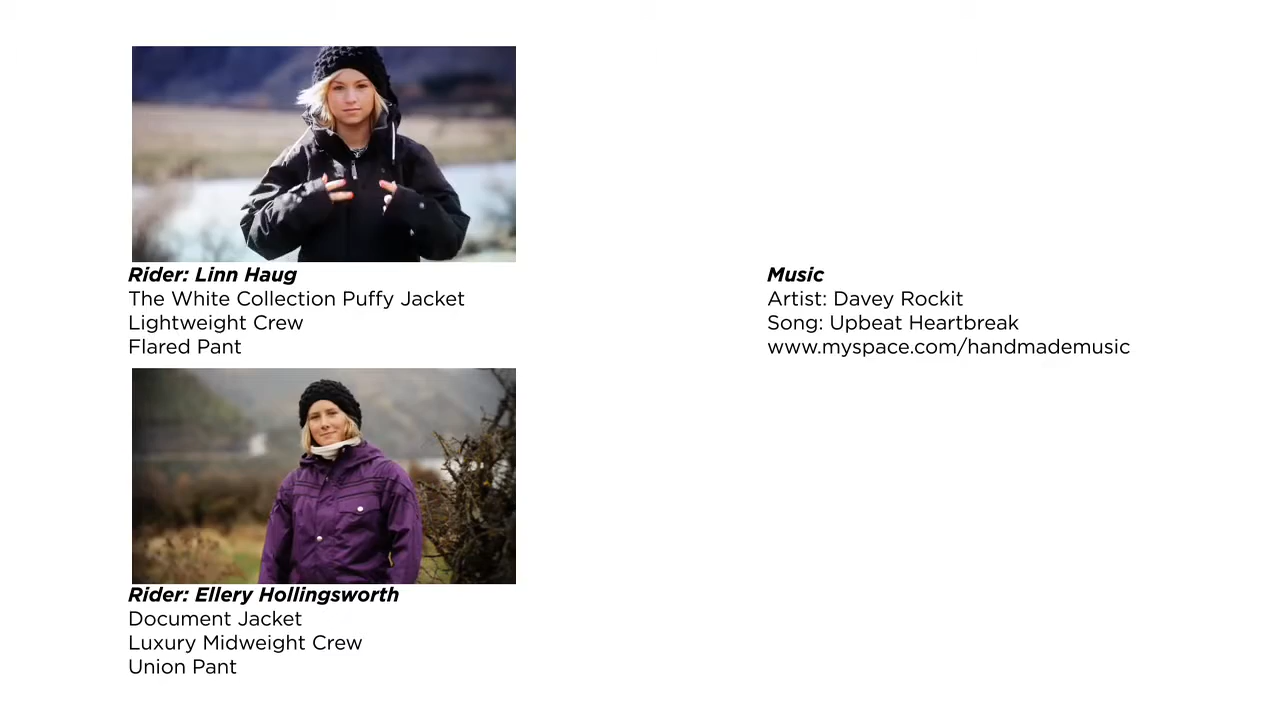 Rider: Linn Haug
The White Collection Puffy Jacket
Lightweight Crew
Flared Pant
Rider: Ellery Hollingsworth
Document Jacket
Luxury Midweight Crew
Union Pant
Music
Artist: Davey Rockit
Song: Upbeat Heartbreak
www.myspace.com/handmademusic